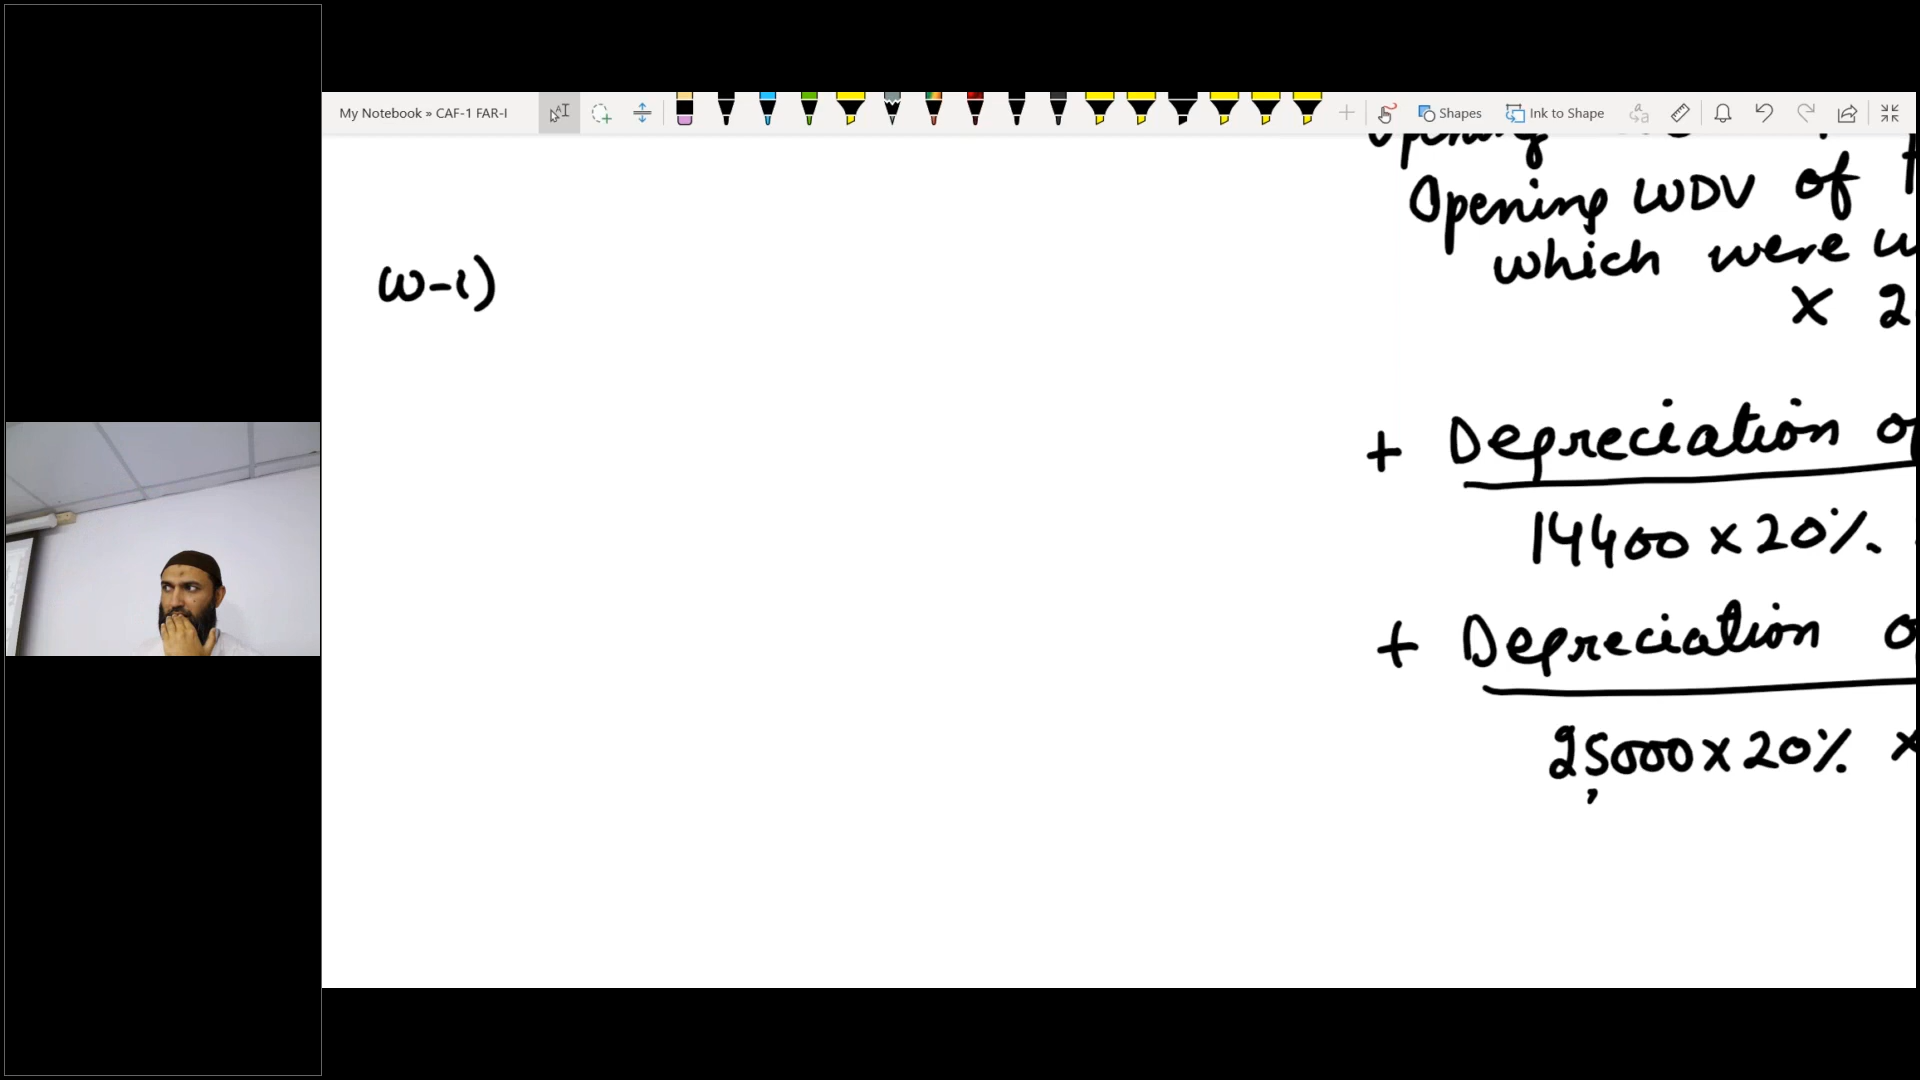 My Notebook » CAF-1 FAR-I
Shapes
Ink to Shape
Opening
Opening WDV of
which were
x 2
W-1)
+ Depreciation
14400 x 20%.
+ Depreciation
25000 x 20% x